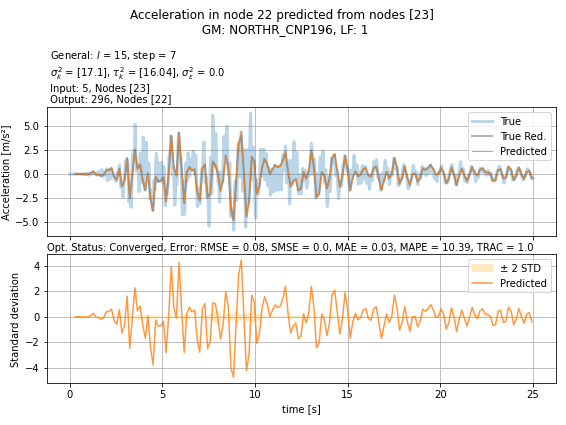 Acceleration in node 22 predicted from nodes [23]
GM: NORTHR_CNP196, LF: 1
General: l = 15, step = 7
σ²ₖ = [17.1], τ²ₖ = [16.04], σ²ε = 0.0
Input: 5, Nodes [23]
Output: 296, Nodes [22]
Acceleration [m/s²]
5.0
2.5
0.0
−2.5
−5.0
True
True Red.
Predicted
Opt. Status: Converged, Error: RMSE = 0.08, SMSE = 0.0, MAE = 0.03, MAPE = 10.39, TRAC = 1.0
Standard deviation
4
2
0
−2
−4
± 2 STD
Predicted
0 5 10 15 20 25
time [s]